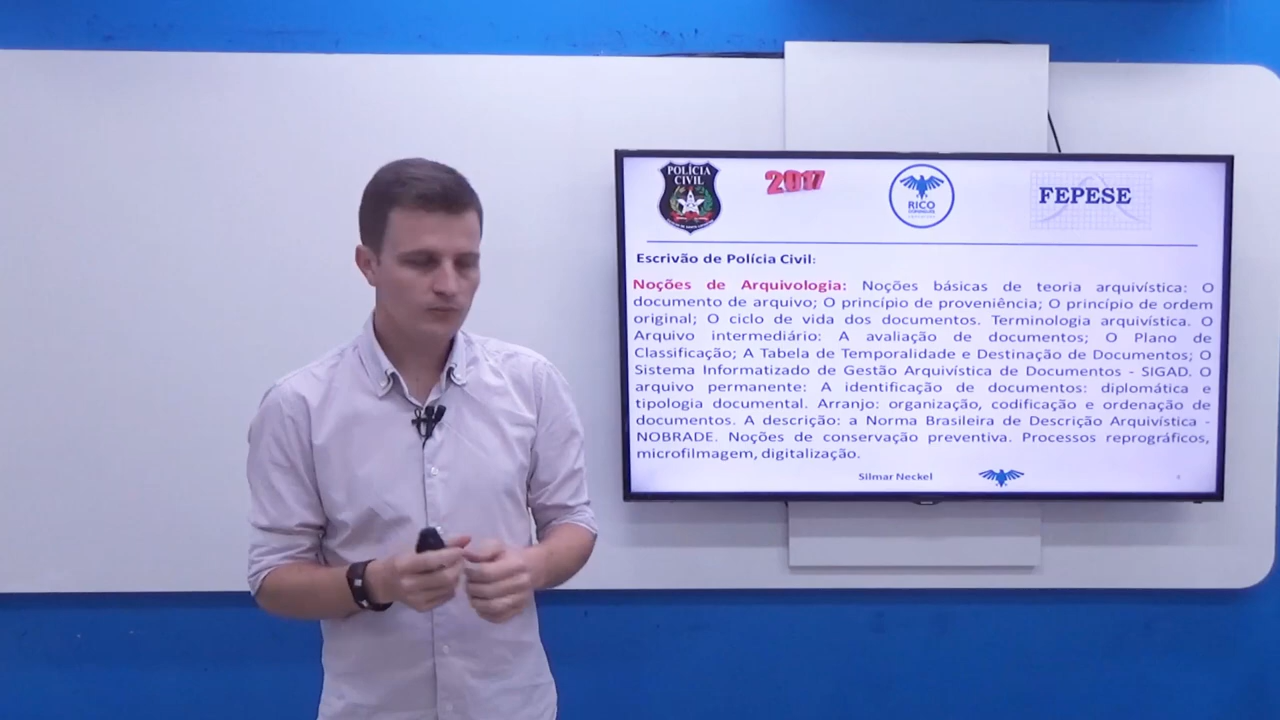 POLÍCIA
CIVIL
2017
RICO
FEPESE
Escrivão de Polícia Civil:
Noções de Arquivologia: Noções básicas de teoria arquivística: O
documento de arquivo; O princípio de proveniência; O princípio de ordem
original; O ciclo de vida dos documentos. Terminologia arquivística. O
Arquivo intermediário: A avaliação de documentos; O Plano de
Classificação; A Tabela de Temporalidade e Destinação de Documentos; O
Sistema Informatizado de Gestão Arquivística de Documentos - SIGAD. O
arquivo permanente: A identificação de documentos: diplomática e
tipologia documental. Arranjo: organização, codificação e ordenação de
documentos. A descrição: a Norma Brasileira de Descrição Arquivística -
NOBRADE. Noções de conservação preventiva. Processos reprográficos,
microfilmagem, digitalização.
Silmar Neckel